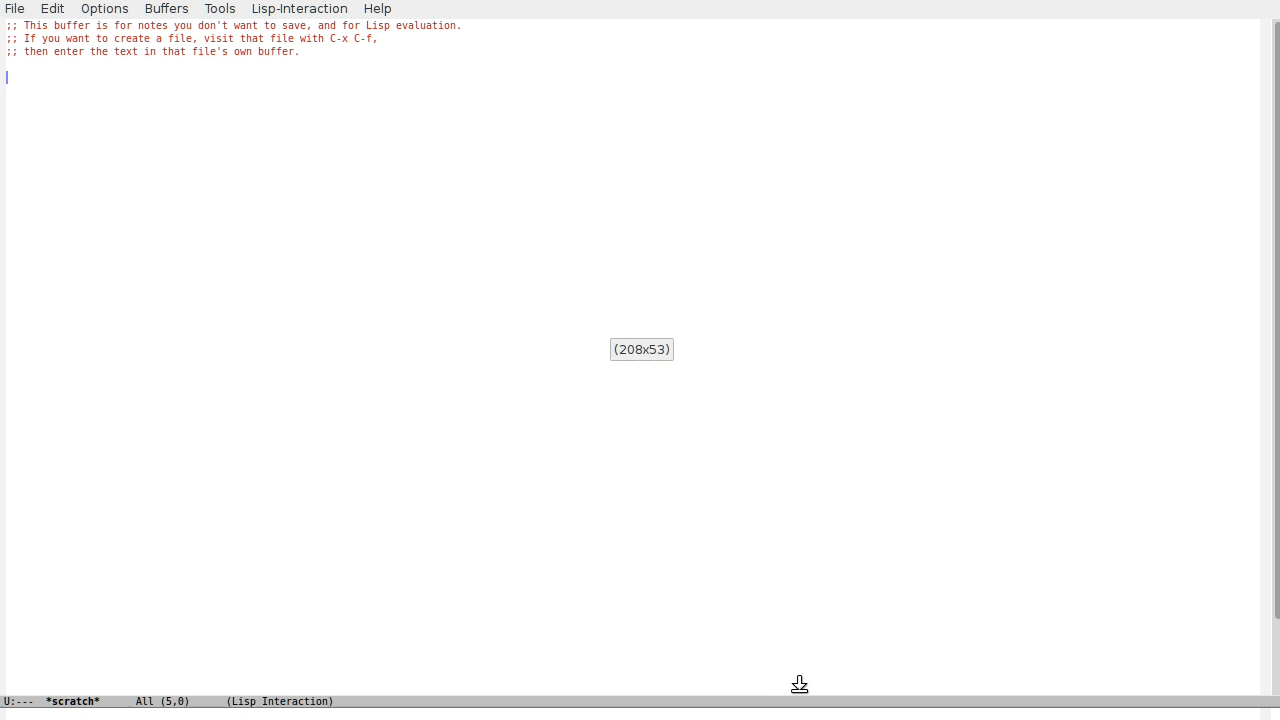 File Edit Options Buffers Tools Lisp-Interaction Help
;; This buffer is for notes you don't want to save, and for Lisp evaluation.
;; If you want to create a file, visit that file with C-x C-f,
;; then enter the text in that file's own buffer.
(208x53)
U:--- *scratch* All (5,0) (Lisp Interaction)